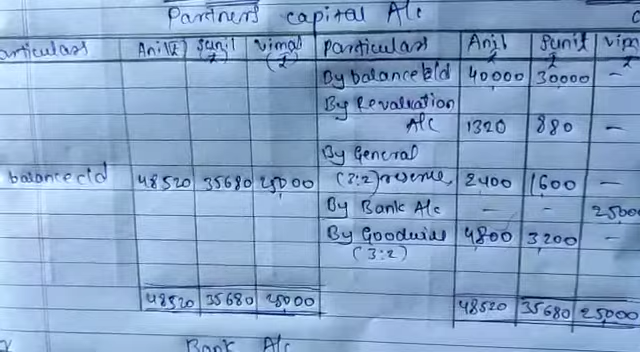 Partners capital A/c
articulars Anil(₹) Sunil (₹) Vimal (₹) Particulars Anil ₹ Sunil ₹ Vim ₹
By balance b/d 40000 30000 -
By Revaluation
A/c 1320 880 -
By General
balance c/d 48520 35680 25000 (3:2) reserve 2400 1600 -
By Bank A/c - - 25000
By Goodwill 4800 3200 -
(3:2)
48520 35680 25000 48520 35680 25000
Bank A/c